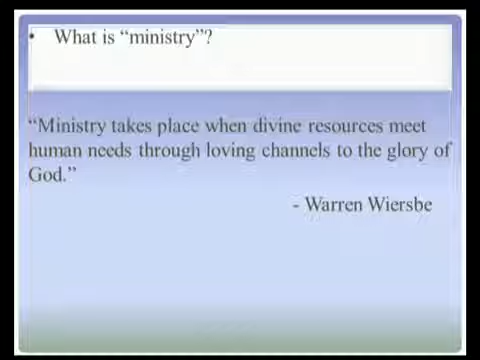 • What is “ministry”?
“Ministry takes place when divine resources meet
human needs through loving channels to the glory of
God.”
- Warren Wiersbe